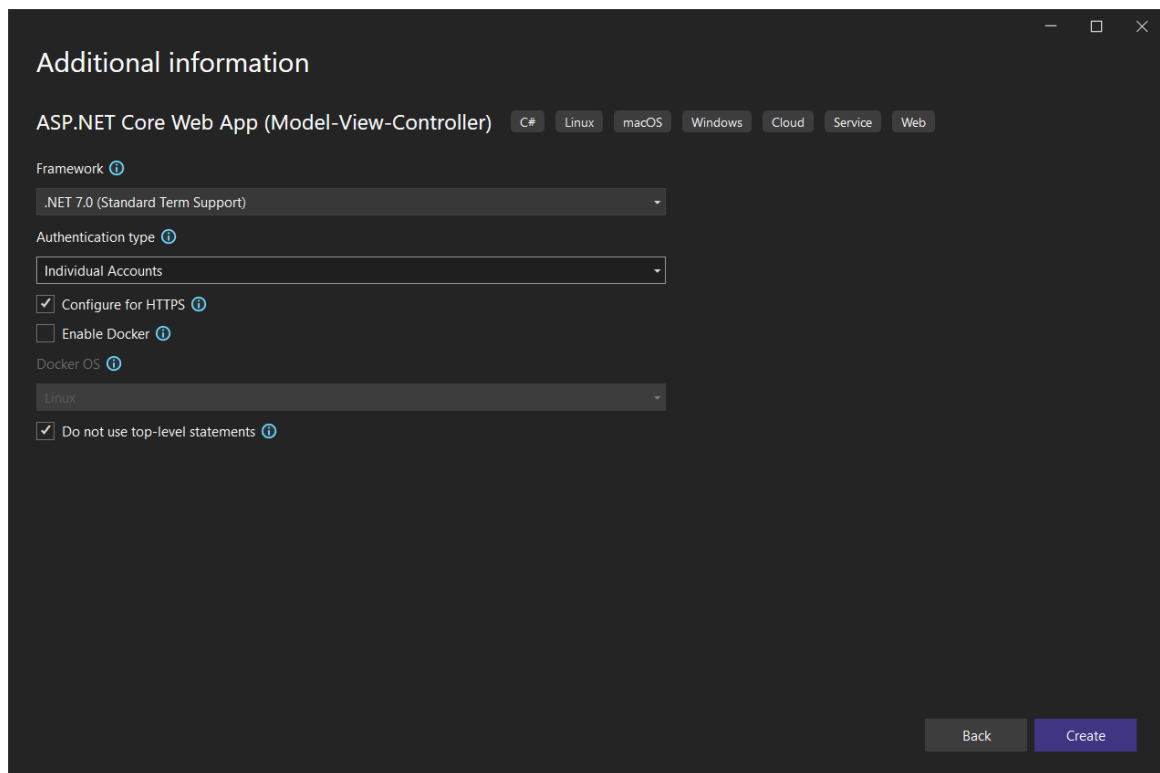 Additional information
ASP.NET Core Web App (Model-View-Controller) C# Linux macOS Windows Cloud Service Web
Framework
.NET 7.0 (Standard Term Support)
Authentication type
Individual Accounts
Configure for HTTPS
Enable Docker
Docker OS
Linux
Do not use top-level statements
Back Create